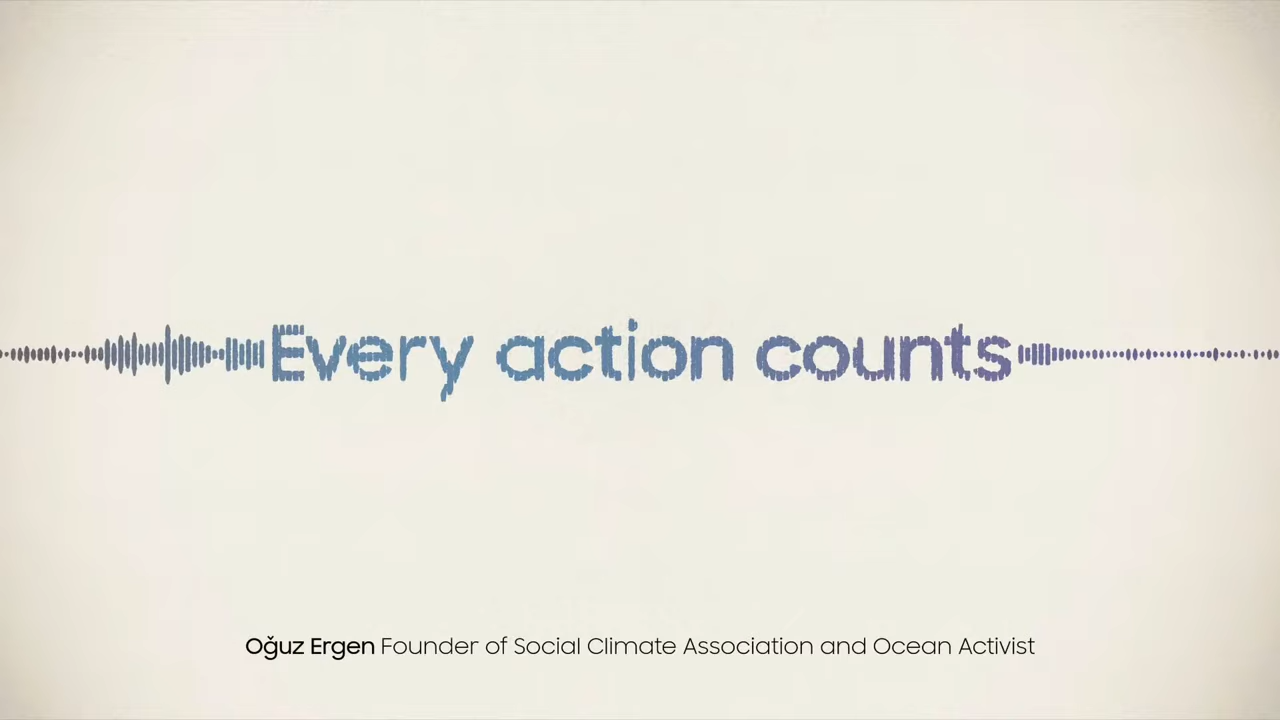 Every action counts
Oğuz Ergen Founder of Social Climate Association and Ocean Activist